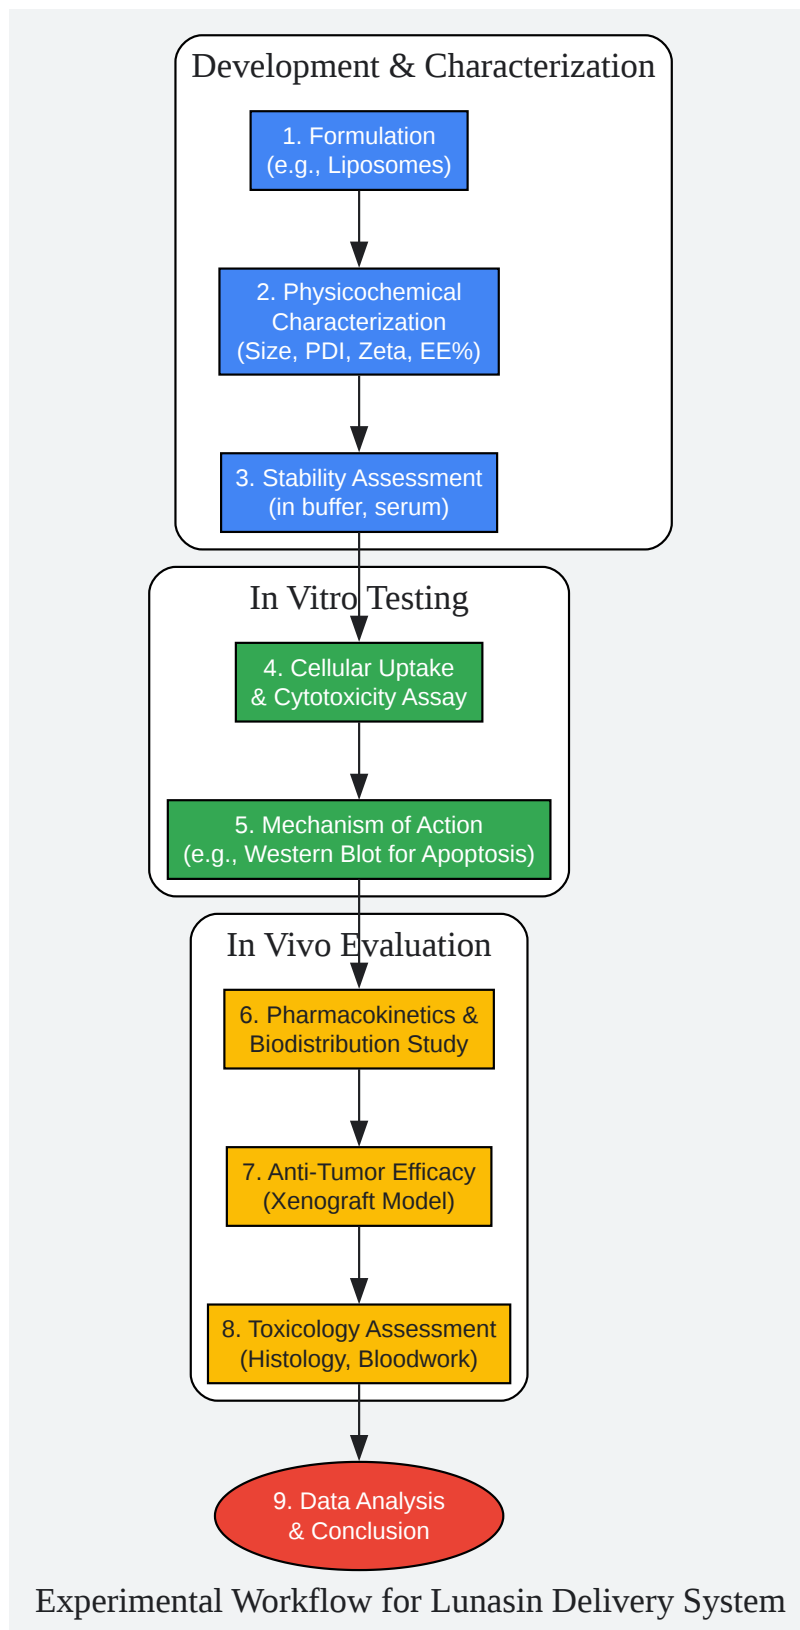 Development & Characterization
1. Formulation
(e.g., Liposomes)
2. Physicochemical
Characterization
(Size, PDI, Zeta, EE%)
3. Stability Assessment
(in buffer, serum)
In Vitro Testing
4. Cellular Uptake
& Cytotoxicity Assay
5. Mechanism of Action
(e.g., Western Blot for Apoptosis)
In Vivo Evaluation
6. Pharmacokinetics &
Biodistribution Study
7. Anti-Tumor Efficacy
(Xenograft Model)
8. Toxicology Assessment
(Histology, Bloodwork)
9. Data Analysis
& Conclusion
Experimental Workflow for Lunasin Delivery System